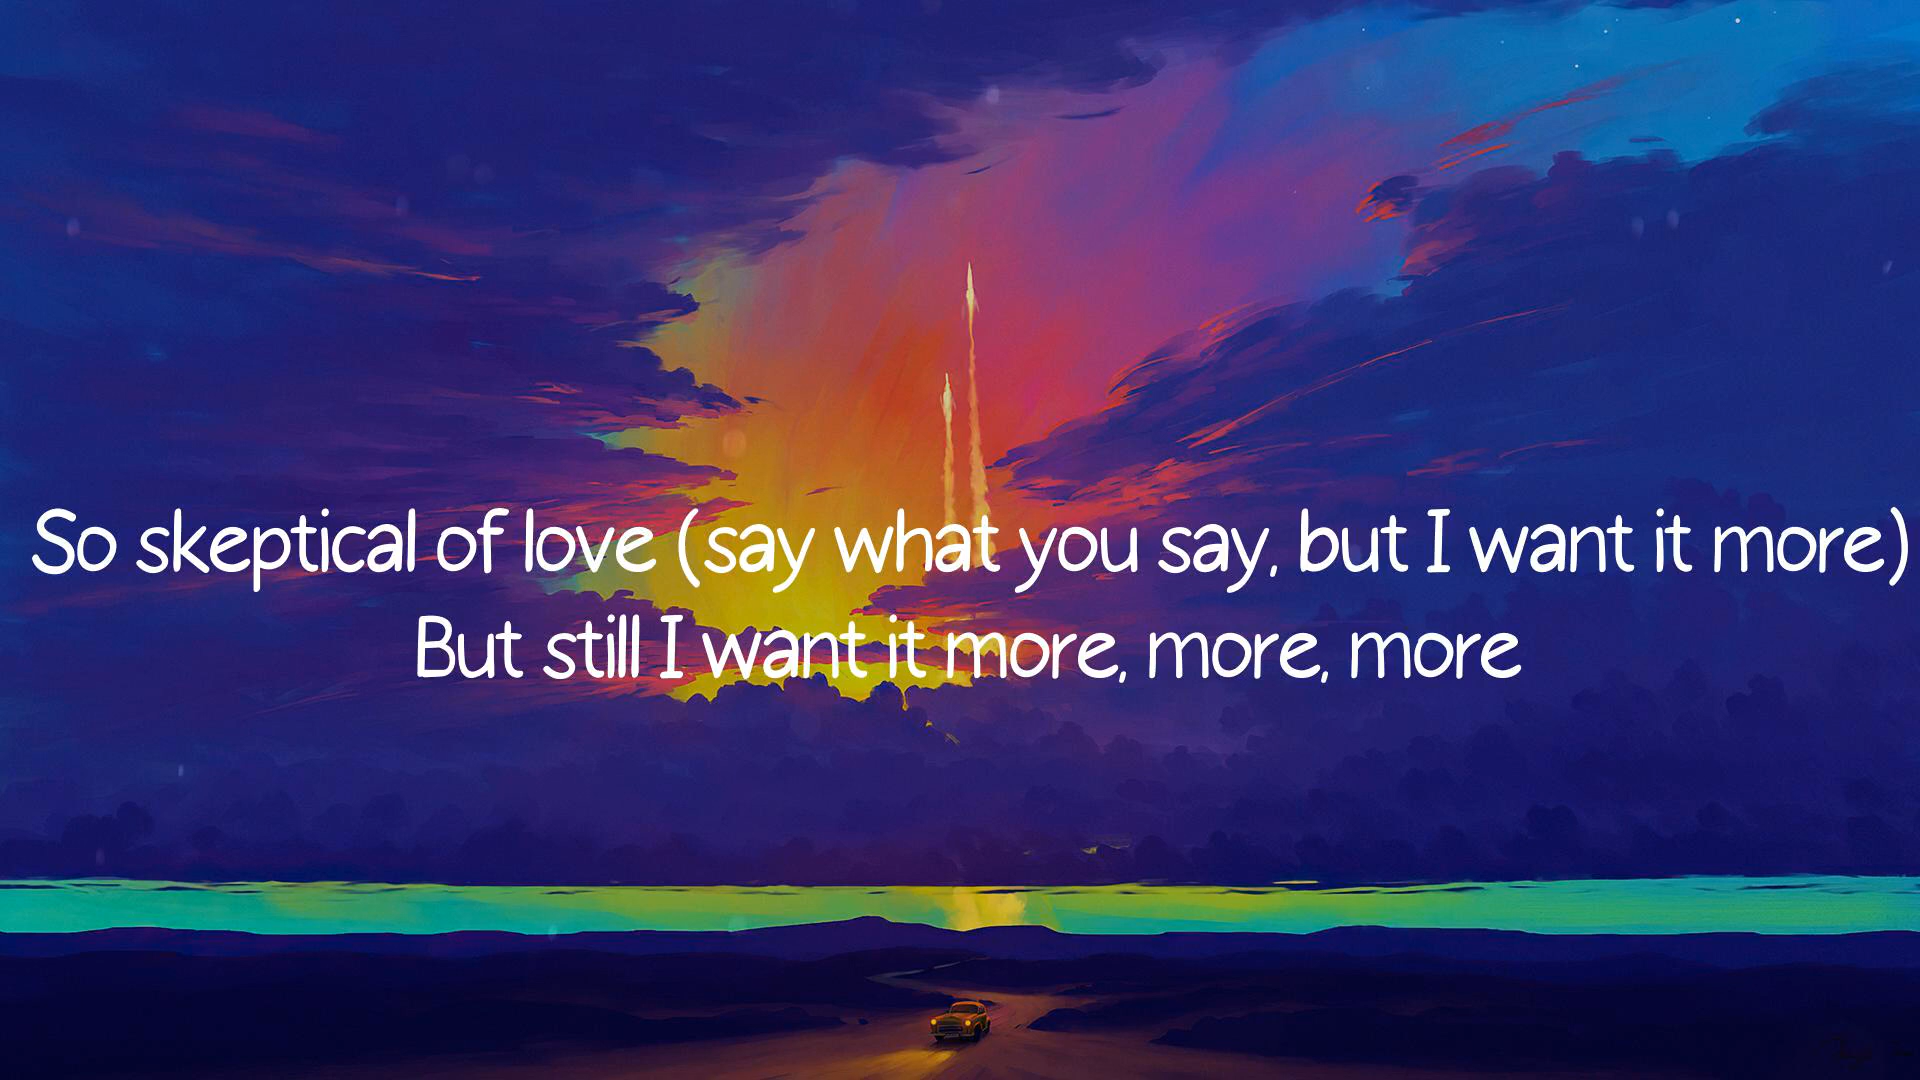 So skeptical of love (say what you say, but I want it more)
But still I want it more, more, more